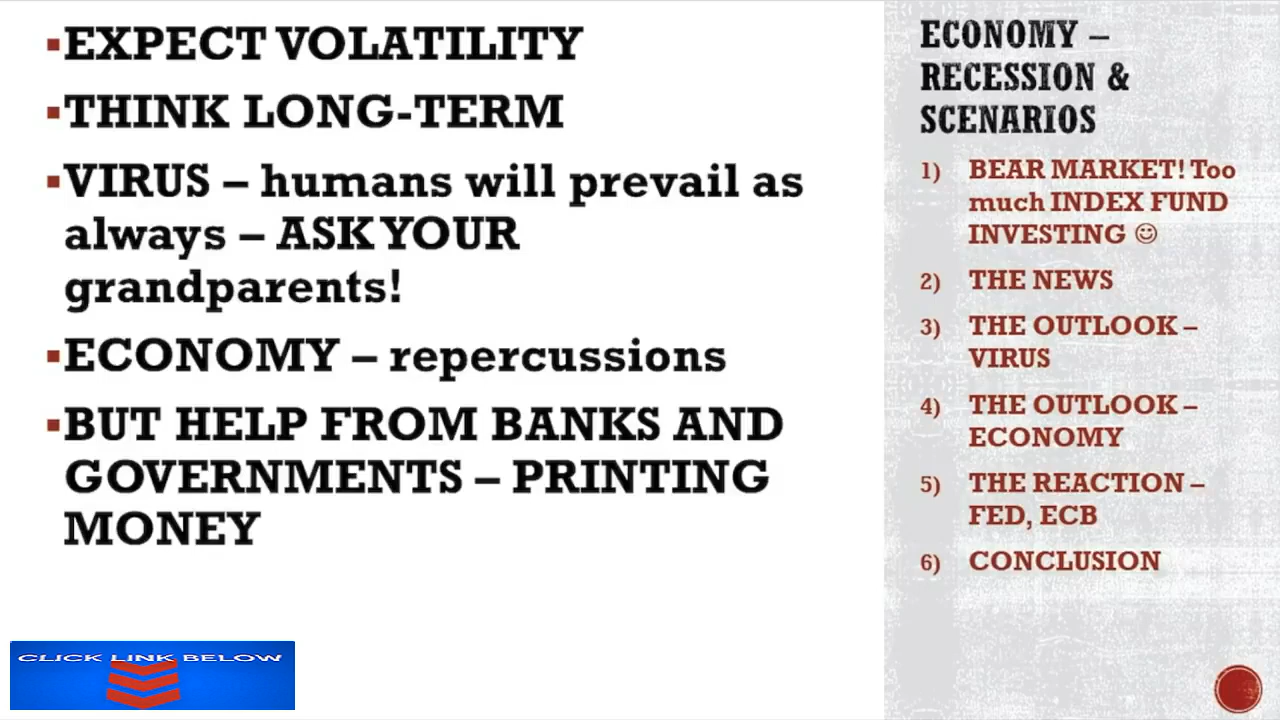 ▪EXPECT VOLATILITY
▪THINK LONG-TERM
▪VIRUS – humans will prevail as
always – ASK YOUR
grandparents!
▪ECONOMY – repercussions
▪BUT HELP FROM BANKS AND
GOVERNMENTS – PRINTING
MONEY
CLICK LINK BELOW
ECONOMY –
RECESSION &
SCENARIOS
1) BEAR MARKET! Too
much INDEX FUND
INVESTING ☺
2) THE NEWS
3) THE OUTLOOK –
VIRUS
4) THE OUTLOOK –
ECONOMY
5) THE REACTION –
FED, ECB
6) CONCLUSION